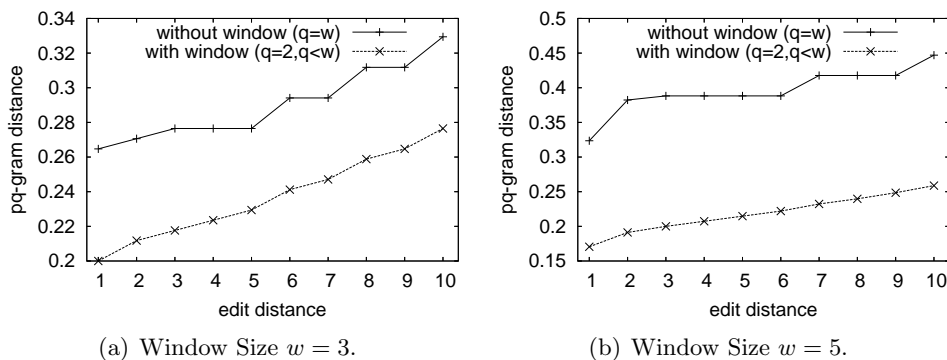 0.34
0.32
0.3
0.28
0.26
0.24
0.22
0.2
pq-gram distance
without window (q=w)
with window (q=2,q<w)
1 2 3 4 5 6 7 8 9 10
edit distance
(a) Window Size w = 3.
0.5
0.45
0.4
0.35
0.3
0.25
0.2
0.15
pq-gram distance
without window (q=w)
with window (q=2,q<w)
1 2 3 4 5 6 7 8 9 10
edit distance
(b) Window Size w = 5.